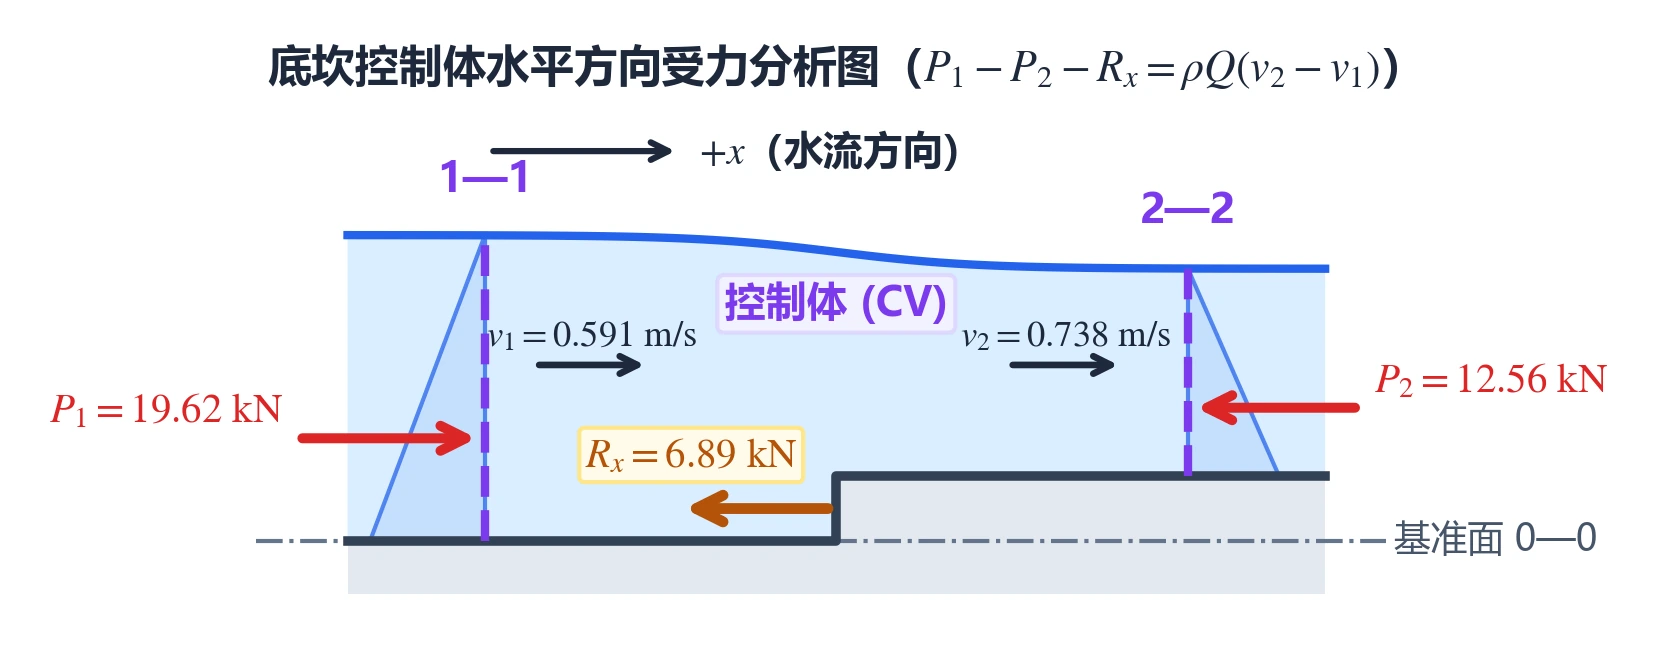 底坎控制体水平方向受力分析图（P₁ − P₂ − Rₓ = ρQ(v₂ − v₁)）
+x（水流方向）
1—1
2—2
控制体 (CV)
v₁ = 0.591 m/s
v₂ = 0.738 m/s
P₁ = 19.62 kN
P₂ = 12.56 kN
Rₓ = 6.89 kN
基准面 0—0